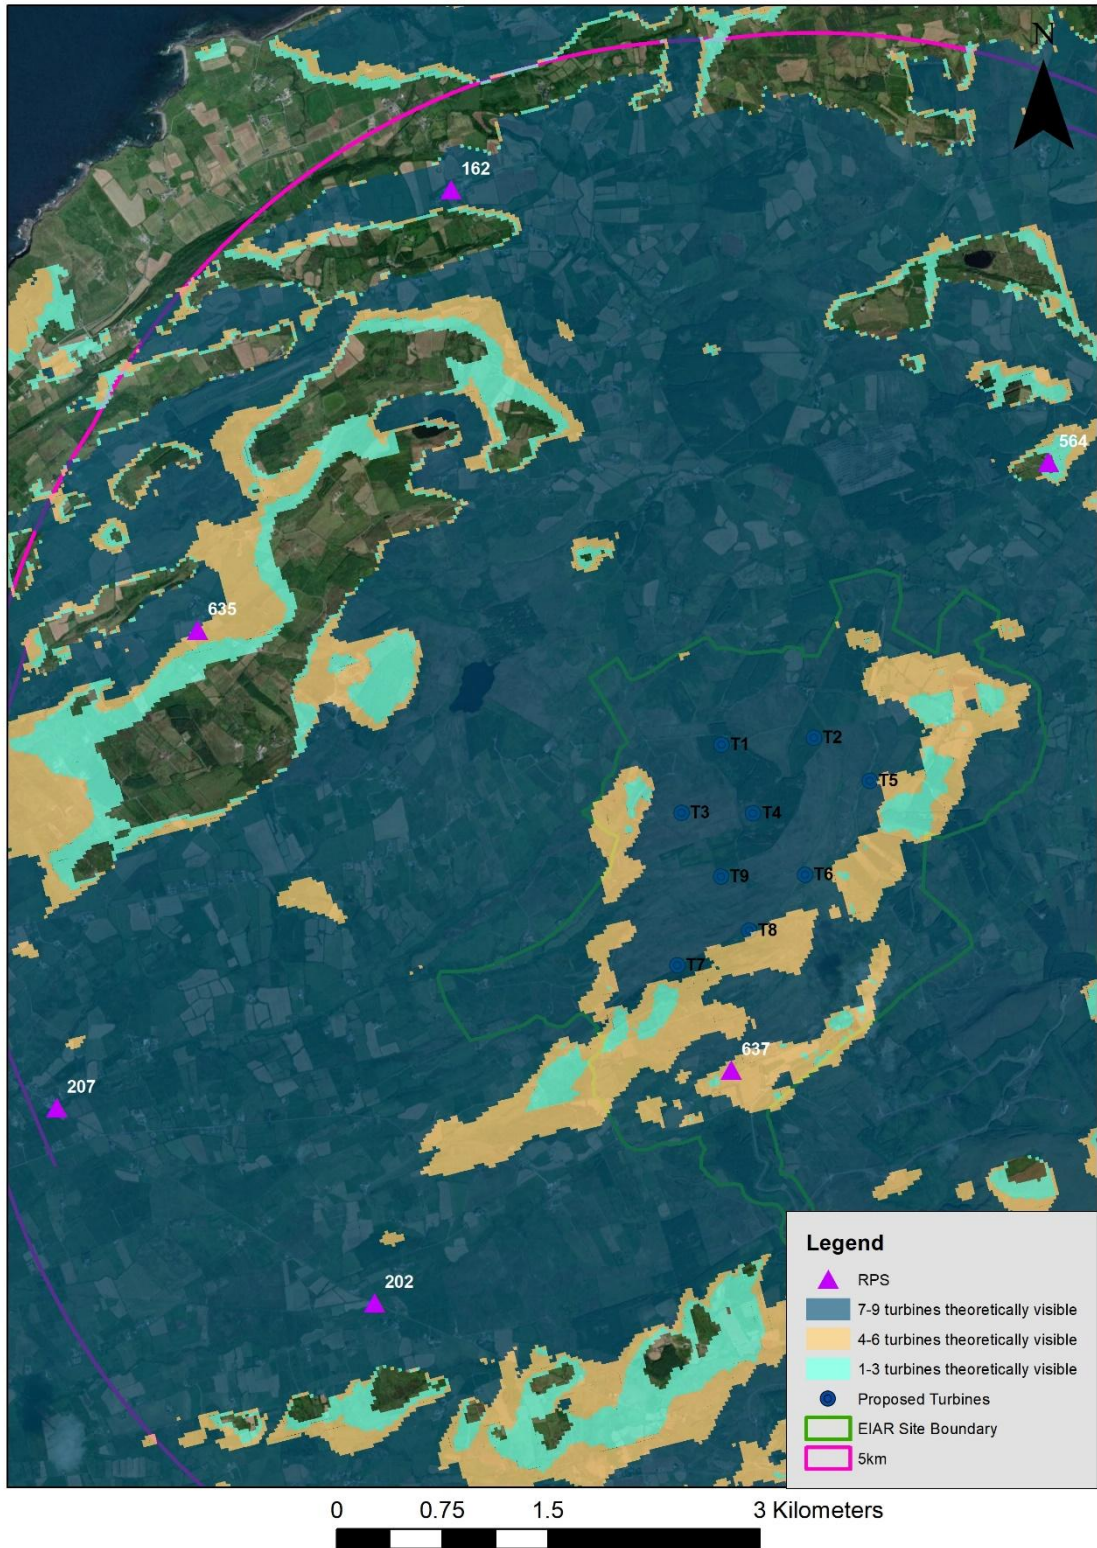 N
162
564
635
T1
T2
T5
T3
T4
T9
T6
T8
T7
637
207
202
Legend
RPS
7-9 turbines theoretically visible
4-6 turbines theoretically visible
1-3 turbines theoretically visible
Proposed Turbines
EIAR Site Boundary
5km
0 0.75 1.5 3 Kilometers